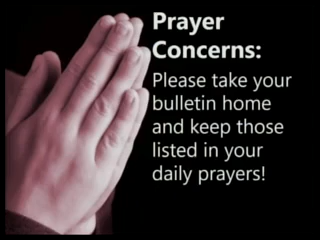 Prayer
Concerns:
Please take your
bulletin home
and keep those
listed in your
daily prayers!